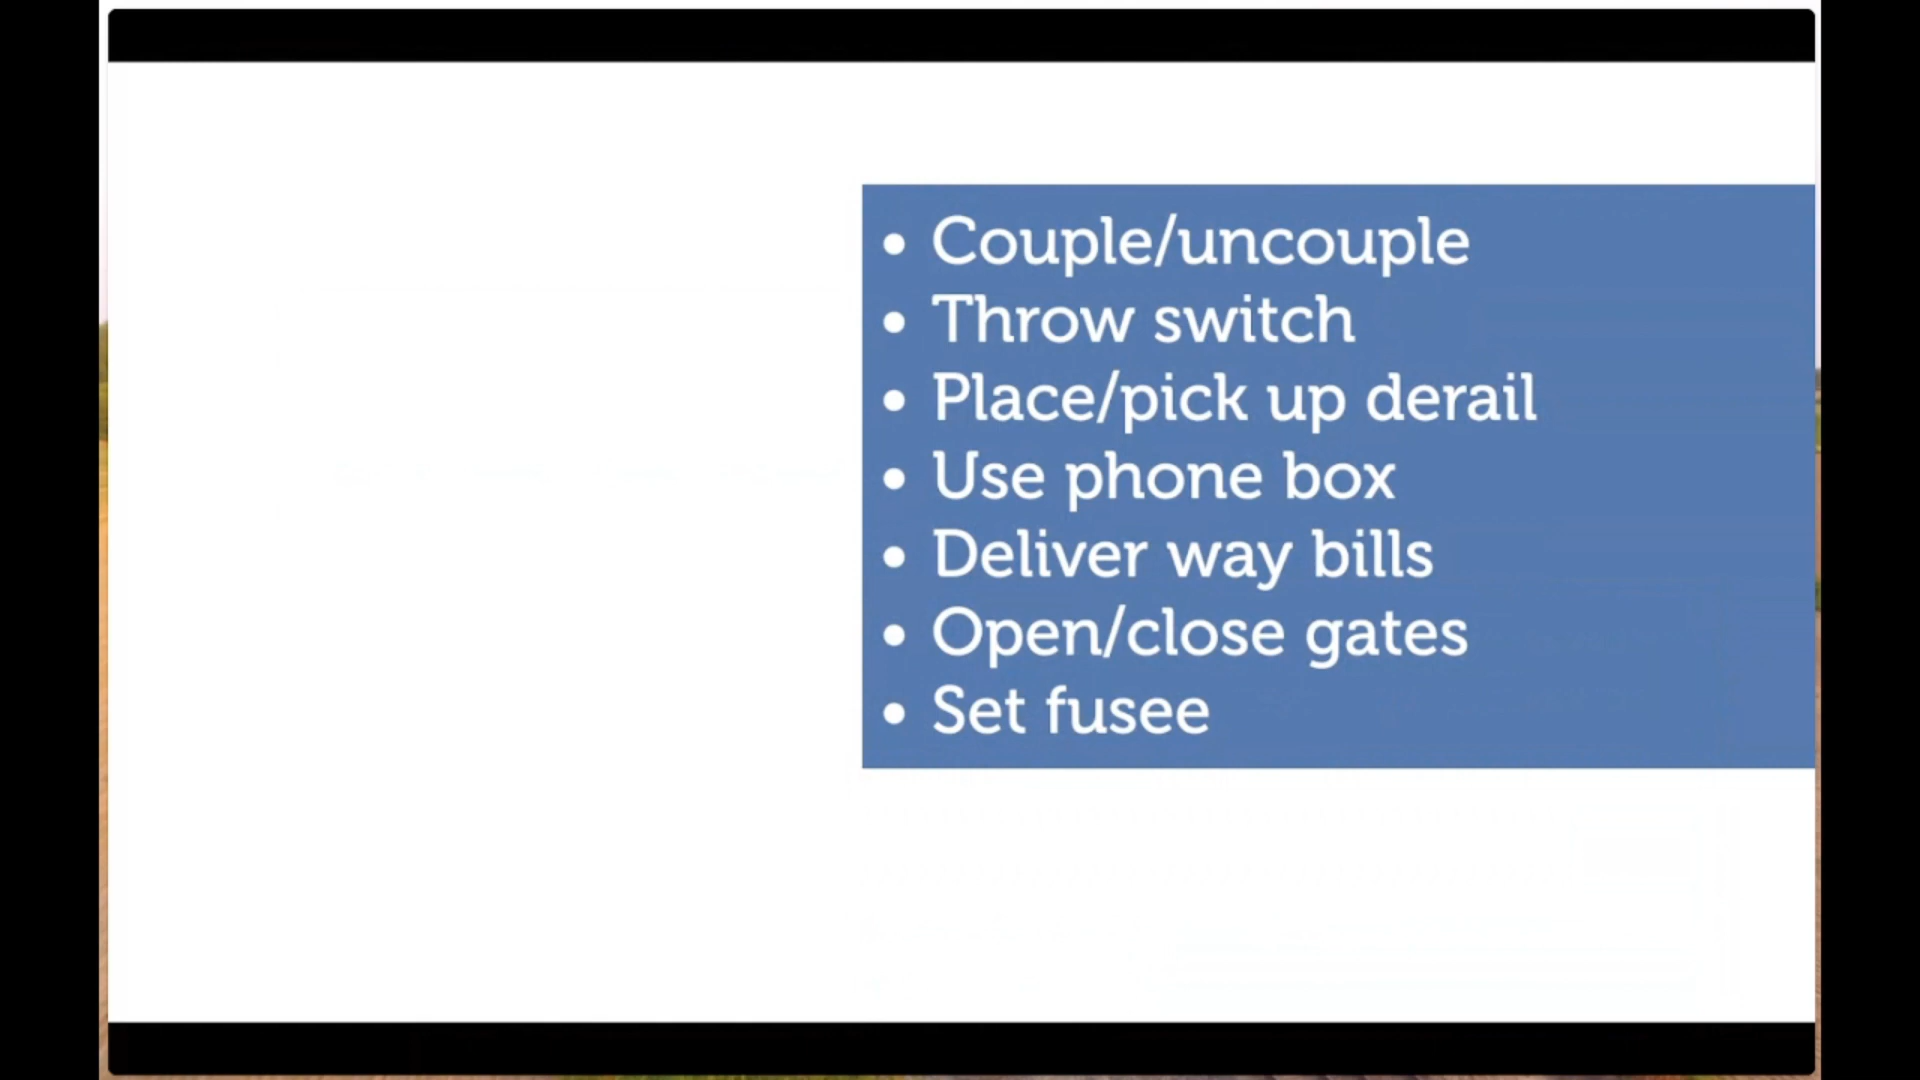 • Couple/uncouple
• Throw switch
• Place/pick up derail
• Use phone box
• Deliver way bills
• Open/close gates
• Set fusee